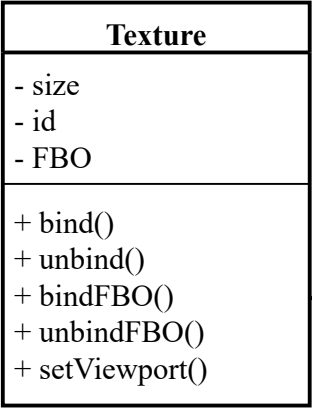 Texture
- size
- id
- FBO
+ bind()
+ unbind()
+ bindFBO()
+ unbindFBO()
+ setViewport()